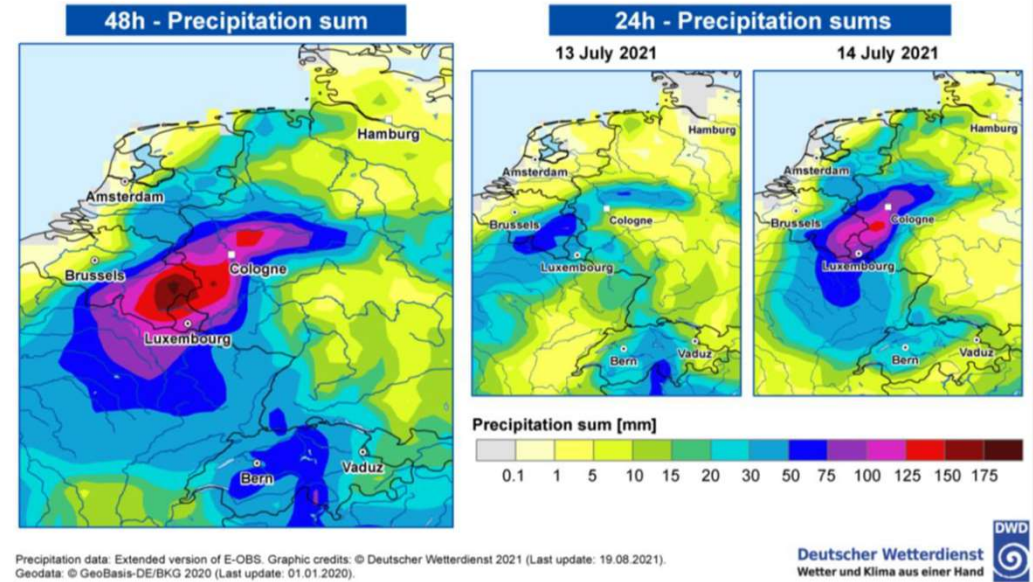 48h - Precipitation sum
Hamburg
Amsterdam
Brussels
Cologne
Luxembourg
Bern
Vaduz
24h - Precipitation sums
13 July 2021
Hamburg
Amsterdam
Brussels
Cologne
Luxembourg
Bern
Vaduz
14 July 2021
Hamburg
Amsterdam
Brussels
Cologne
Luxembourg
Bern
Vaduz
Precipitation sum [mm]
0.1 1 5 10 15 20 30 50 75 100 125 150 175
Precipitation data: Extended version of E-OBS. Graphic credits: © Deutscher Wetterdienst 2021 (Last update: 19.08.2021).
Geodata: © GeoBasis-DE/BKG 2020 (Last update: 01.01.2020).
Deutscher Wetterdienst
Wetter und Klima aus einer Hand
DWD